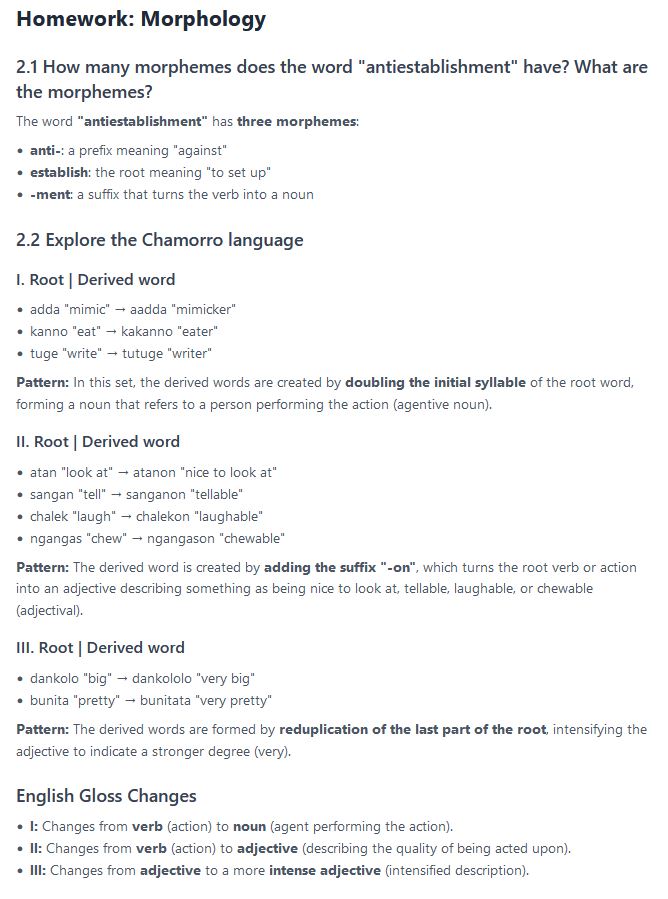 Homework: Morphology
2.1 How many morphemes does the word "antiestablishment" have? What are
the morphemes?
The word "antiestablishment" has three morphemes:
• anti-: a prefix meaning "against"
• establish: the root meaning "to set up"
• -ment: a suffix that turns the verb into a noun
2.2 Explore the Chamorro language
I. Root | Derived word
• adda "mimic" → aadda "mimicker"
• kanno "eat" → kakanno "eater"
• tuge "write" → tutuge "writer"
Pattern: In this set, the derived words are created by doubling the initial syllable of the root word,
forming a noun that refers to a person performing the action (agentive noun).
II. Root | Derived word
• atan "look at" → atanon "nice to look at"
• sangan "tell" → sanganon "tellable"
• chalek "laugh" → chalekon "laughable"
• ngangas "chew" → ngangason "chewable"
Pattern: The derived word is created by adding the suffix "-on", which turns the root verb or action
into an adjective describing something as being nice to look at, tellable, laughable, or chewable
(adjectival).
III. Root | Derived word
• dankolo "big" → dankololo "very big"
• bunita "pretty" → bunitata "very pretty"
Pattern: The derived words are formed by reduplication of the last part of the root, intensifying the
adjective to indicate a stronger degree (very).
English Gloss Changes
• I: Changes from verb (action) to noun (agent performing the action).
• II: Changes from verb (action) to adjective (describing the quality of being acted upon).
• III: Changes from adjective to a more intense adjective (intensified description).